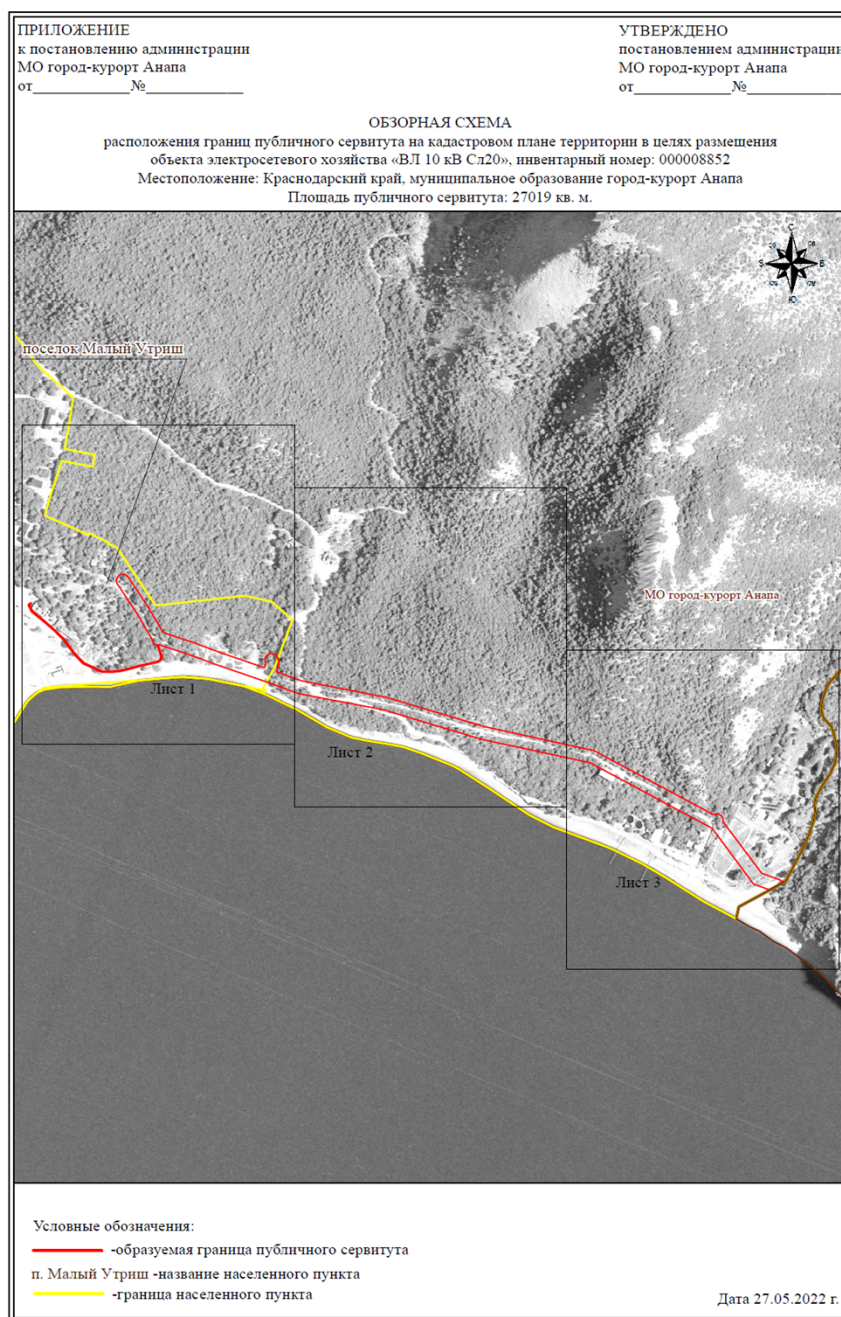 ПРИЛОЖЕНИЕ
к постановлению администрации
МО город-курорт Анапа
от____________№____________
УТВЕРЖДЕНО
постановлением администрации
МО город-курорт Анапа
от____________№____________
ОБЗОРНАЯ СХЕМА
расположения границ публичного сервитута на кадастровом плане территории в целях размещения
объекта электросетевого хозяйства «ВЛ 10 кВ Сл20», инвентарный номер: 000008852
Местоположение: Краснодарский край, муниципальное образование город-курорт Анапа
Площадь публичного сервитута: 27019 кв. м.
С
В
Ю
поселок Малый Утриш
МО город-курорт Анапа
Лист 1
Лист 2
Лист 3
Условные обозначения:
-образуемая граница публичного сервитута
п. Малый Утриш -название населенного пункта
-граница населенного пункта
Дата 27.05.2022 г.